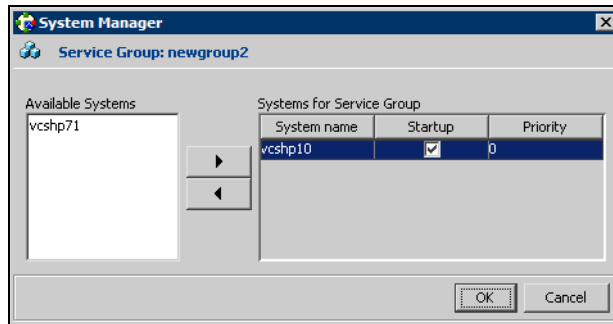 System Manager
Service Group: newgroup2
Available Systems
vcshp71
Systems for Service Group
System name Startup Priority
vcshp10 0
OK Cancel